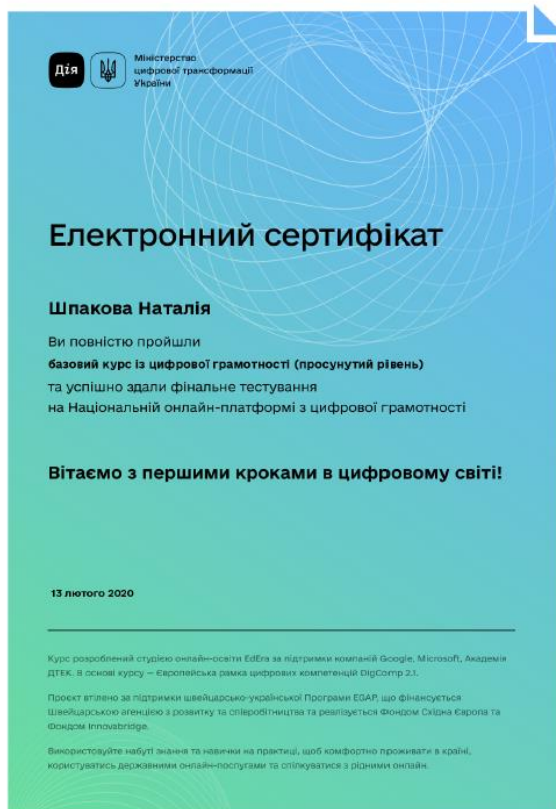 Дія
Міністерство
цифрової трансформації
України
Електронний сертифікат
Шпакова Наталія
Ви повністю пройшли
базовий курс із цифрової грамотності (просунутий рівень)
та успішно здали фінальне тестування
на Національній онлайн-платформі з цифрової грамотності
Вітаємо з першими кроками в цифровому світі!
13 лютого 2020
Курс розроблений студією онлайн-освіти EdEra за підтримки компаній Google, Microsoft, Академія
ДТЕК. В основі курсу — Європейська рамка цифрових компетенцій DigComp 2.1.
Проєкт втілено за підтримки швейцарсько-української Програми EGAP, що фінансується
Швейцарською агенцією з розвитку та співробітництва та реалізується Фондом Східна Європа та
Фондом Innovabridge.
Використовуйте набуті знання та навички на практиці, щоб комфортно проживати в країні,
користуватись державними онлайн-послугами та спілкуватися з рідними онлайн.